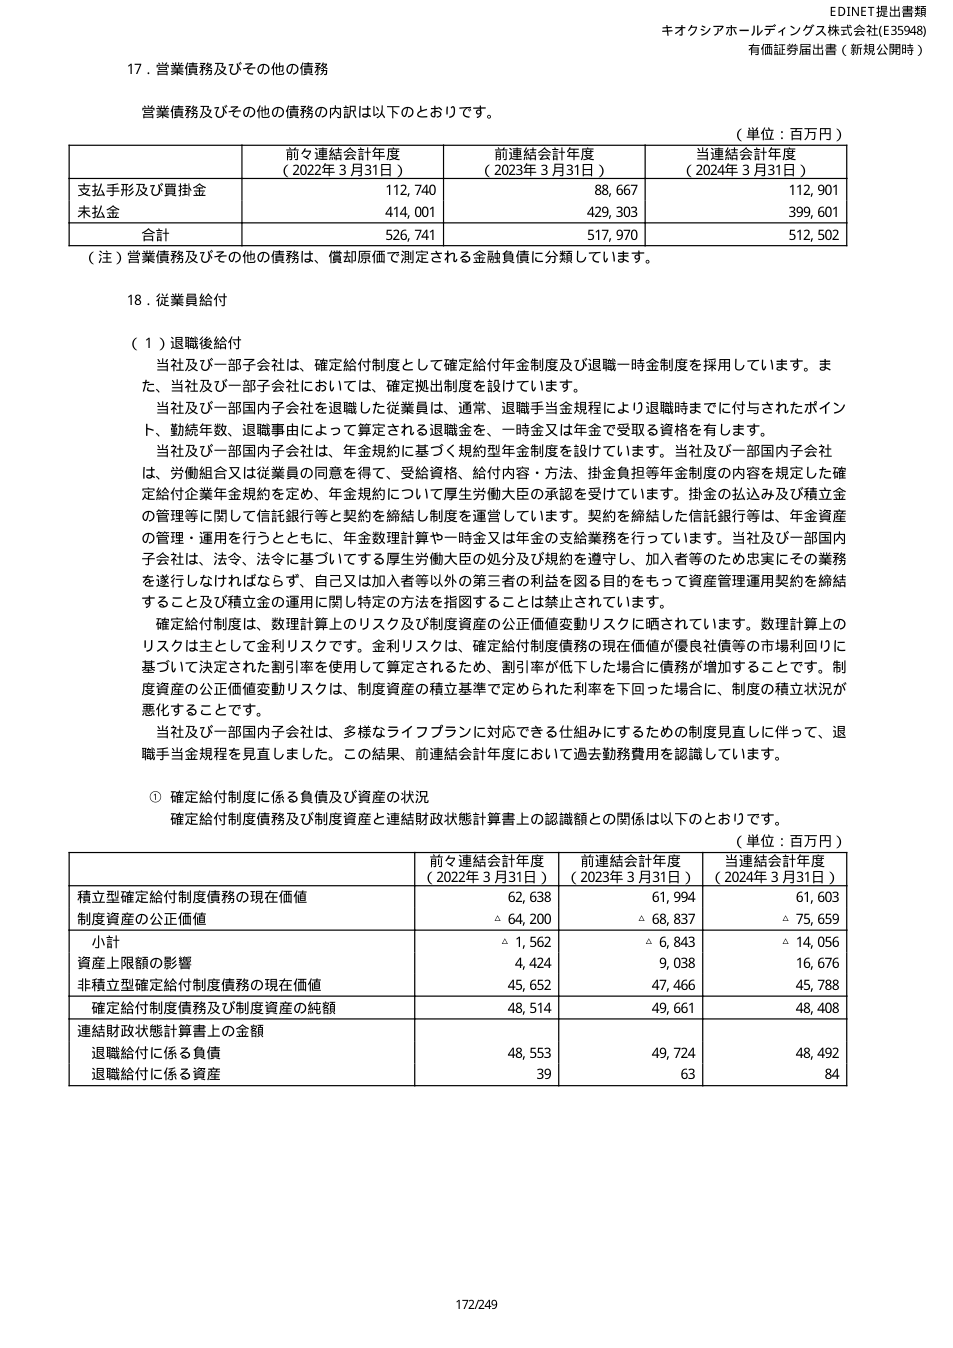 EDINET提出書類
キオクシアホールディングス株式会社(E35948)
有価証券届出書(新規公開時)
17.営業債務及びその他の債務
営業債務及びその他の債務の内訳は以下のとおりです。
(単位:百万円)
前々連結会計年度 前連結会計年度 当連結会計年度
(2022年3月31日) (2023年3月31日) (2024年3月31日)
支払手形及び買掛金 112,740 88,667 112,901
未払金 414,001 429,303 399,601
合計 526,741 517,970 512,502
(注)営業債務及びその他の債務は、償却原価で測定される金融負債に分類しています。
18.従業員給付
(1)退職後給付
当社及び一部子会社は、確定給付制度として確定給付年金制度及び退職一時金制度を採用しています。ま
た、当社及び一部子会社においては、確定拠出制度を設けています。
当社及び一部国内子会社を退職した従業員は、通常、退職手当金規程により退職時までに付与されたポイン
ト、勤続年数、退職事由によって算定される退職金を、一時金又は年金で受取る資格を有します。
当社及び一部国内子会社は、年金規約に基づく規約型年金制度を設けています。当社及び一部国内子会社
は、労働組合又は従業員の同意を得て、受給資格、給付内容・方法、掛金負担等年金制度の内容を規定した確
定給付企業年金規約を定め、年金規約について厚生労働大臣の承認を受けています。掛金の払込み及び積立金
の管理等に関して信託銀行等と契約を締結し制度を運営しています。契約を締結した信託銀行等は、年金資産
の管理・運用を行うとともに、年金数理計算や一時金又は年金の支給業務を行っています。当社及び一部国内
子会社は、法令、法令に基づいてする厚生労働大臣の処分及び規約を遵守し、加入者等のため忠実にその業務
を遂行しなければならず、自己又は加入者等以外の第三者の利益を図る目的をもって資産管理運用契約を締結
すること及び積立金の運用に関し特定の方法を指図することは禁止されています。
確定給付制度は、数理計算上のリスク及び制度資産の公正価値変動リスクに晒されています。数理計算上の
リスクは主として金利リスクです。金利リスクは、確定給付制度債務の現在価値が優良社債等の市場利回りに
基づいて決定された割引率を使用して算定されるため、割引率が低下した場合に債務が増加することです。制
度資産の公正価値変動リスクは、制度資産の積立基準で定められた利率を下回った場合に、制度の積立状況が
悪化することです。
当社及び一部国内子会社は、多様なライフプランに対応できる仕組みにするための制度見直しに伴って、退
職手当金規程を見直しました。この結果、前連結会計年度において過去勤務費用を認識しています。
① 確定給付制度に係る負債及び資産の状況
確定給付制度債務及び制度資産と連結財政状態計算書上の認識額との関係は以下のとおりです。
(単位:百万円)
前々連結会計年度 前連結会計年度 当連結会計年度
(2022年3月31日) (2023年3月31日) (2024年3月31日)
積立型確定給付制度債務の現在価値 62,638 61,994 61,603
制度資産の公正価値 △64,200 △68,837 △75,659
小計 △1,562 △6,843 △14,056
資産上限額の影響 4,424 9,038 16,676
非積立型確定給付制度債務の現在価値 45,652 47,466 45,788
確定給付制度債務及び制度資産の純額 48,514 49,661 48,408
連結財政状態計算書上の金額
退職給付に係る負債 48,553 49,724 48,492
退職給付に係る資産 39 63 84
172/249